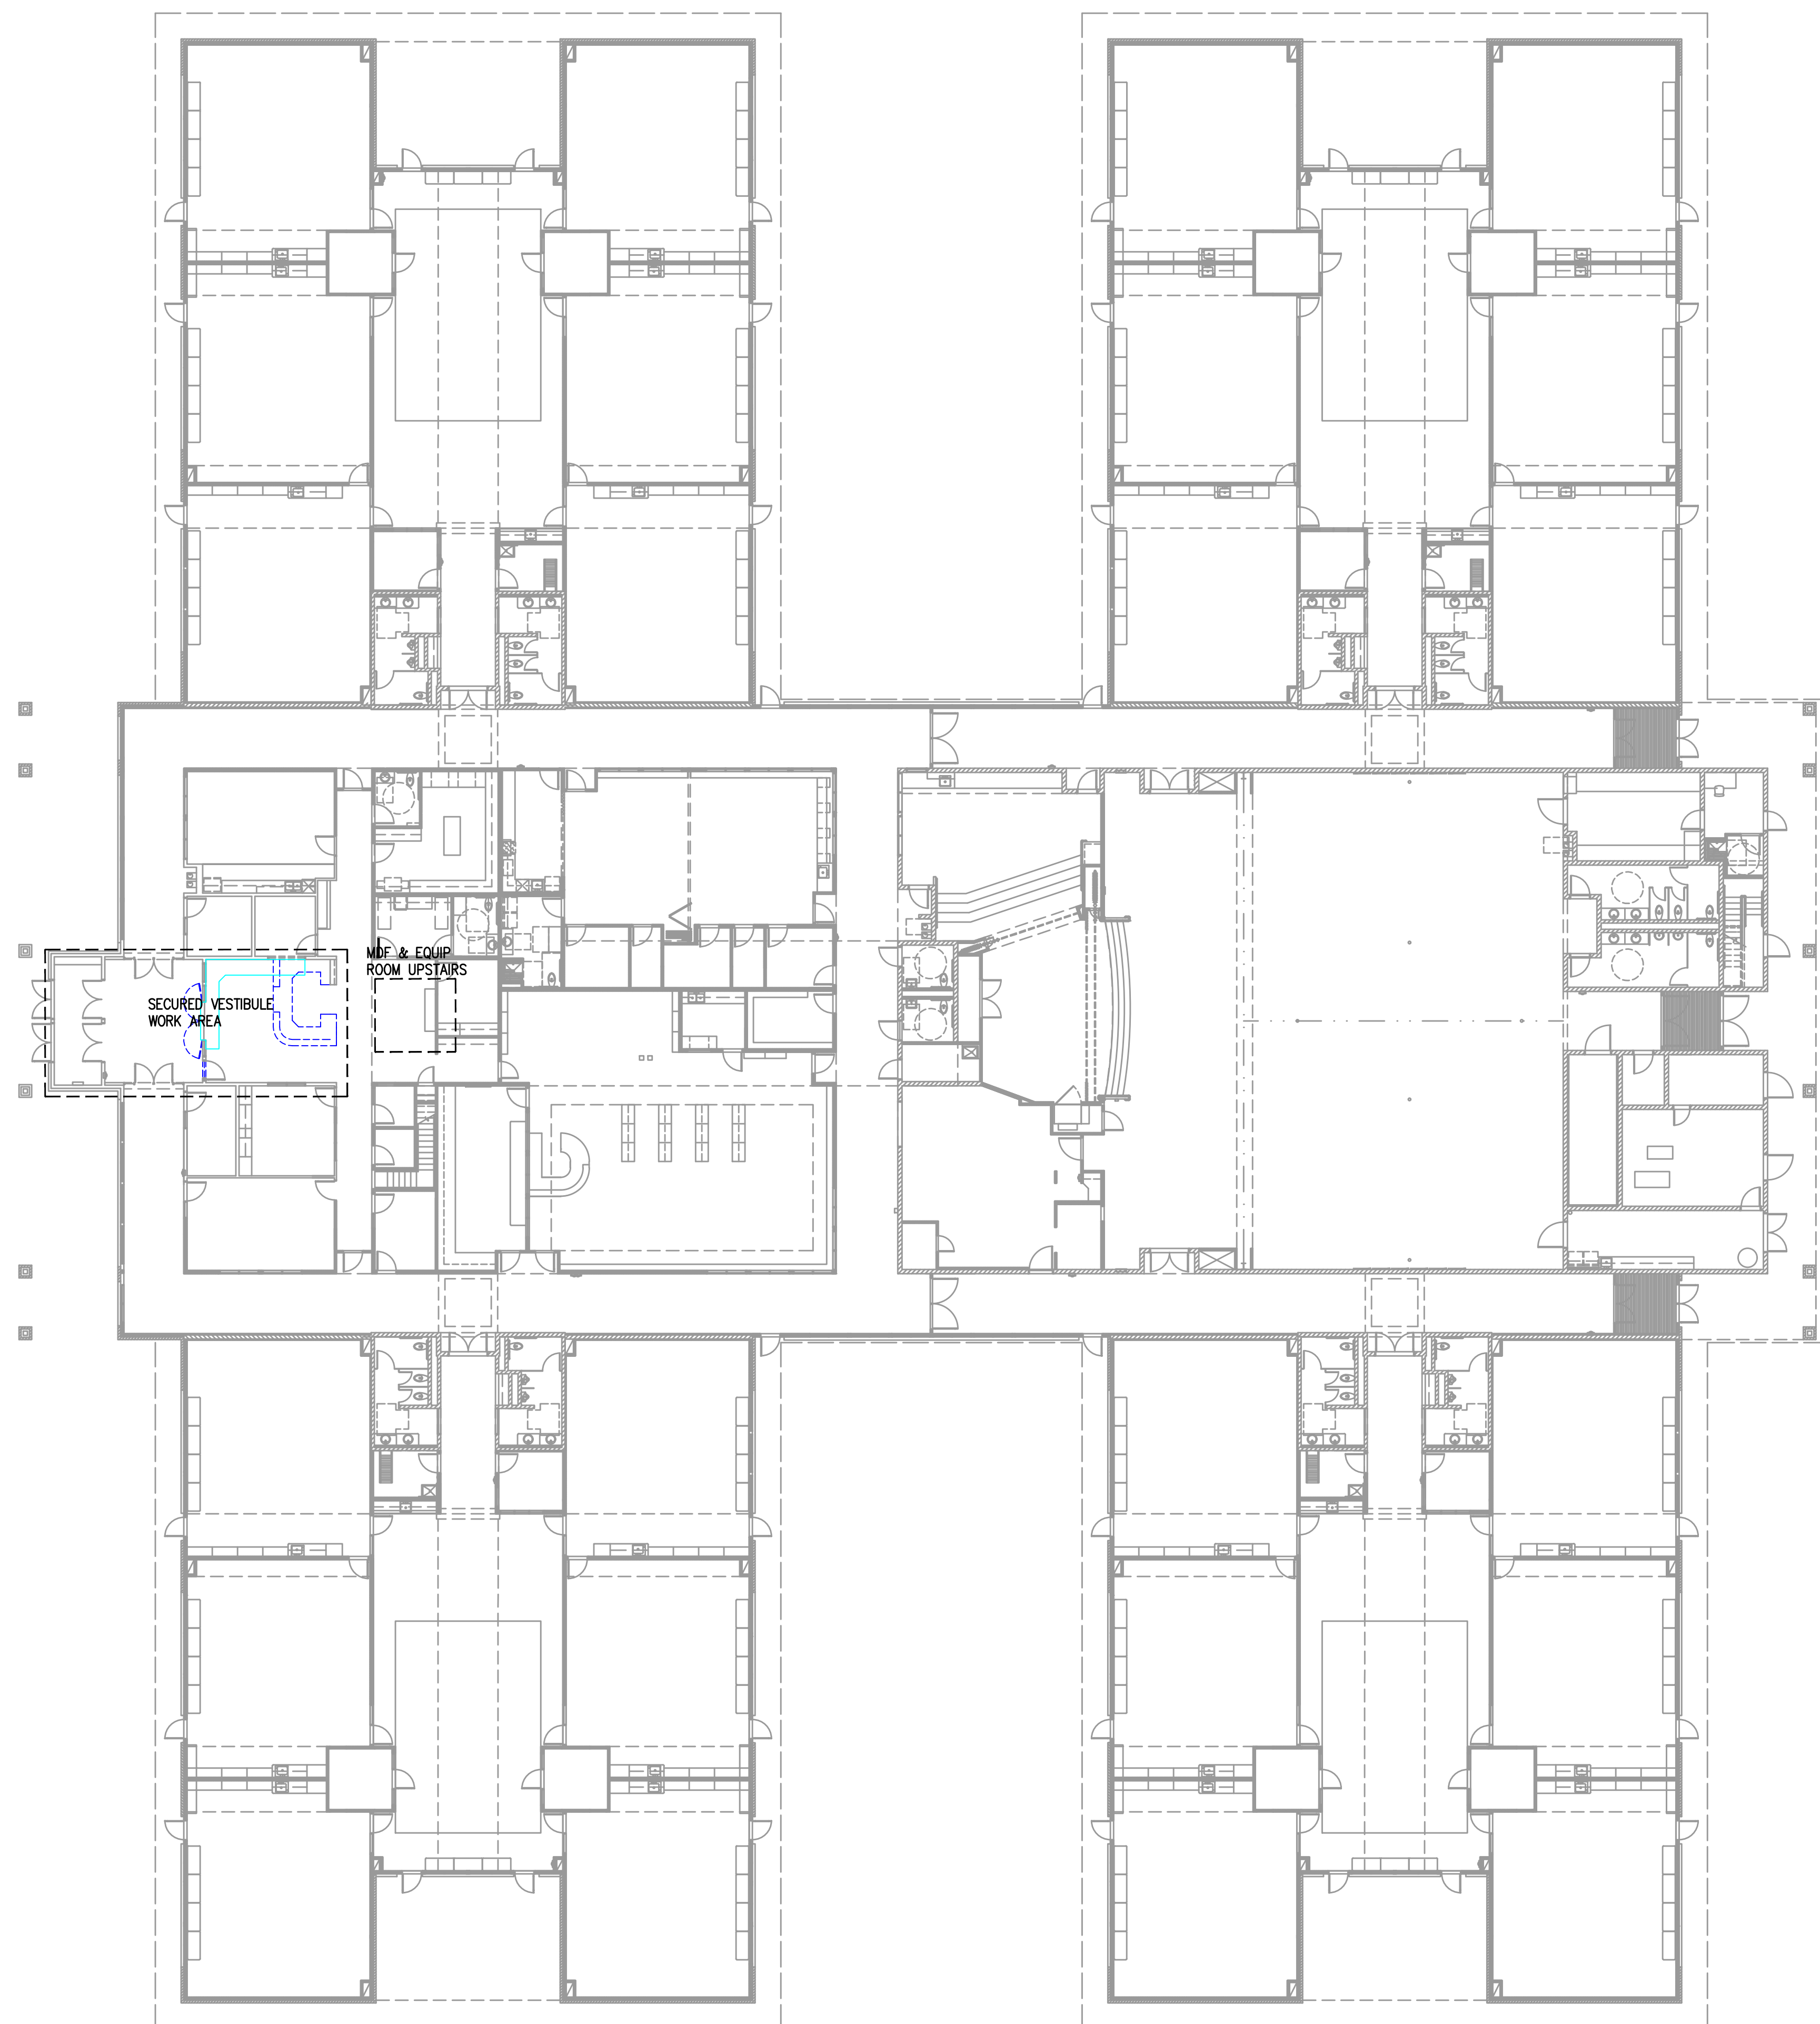 MDF & EQUIP
ROOM UPSTAIRS
SECURED VESTIBULE
WORK AREA